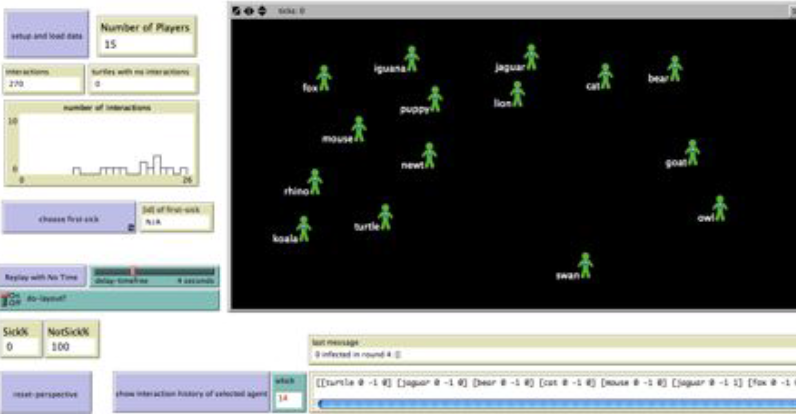 ticks: 0
setup and load data
Number of Players
15
interactions
270
turtles with no interactions
0
number of interactions
10
0
0
26
choose first-sick
[id] of first-sick
N/A
Replay with No Time
delay-timefree
4 seconds
On
Off
do-layout?
Sick%
0
NotSick%
100
reset-perspective
show interaction history of selected agent
which
14
iguana
jaguar
fox
cat
bear
puppy
lion
mouse
newt
goat
rhino
turtle
owl
koala
swan
last message
0 infected in round 4 []
[[turtle 0 -1 0] [jaguar 0 -1 0] [bear 0 -1 0] [cat 0 -1 0] [mouse 0 -1 0] [jaguar 0 -1 1] [fox 0 -1